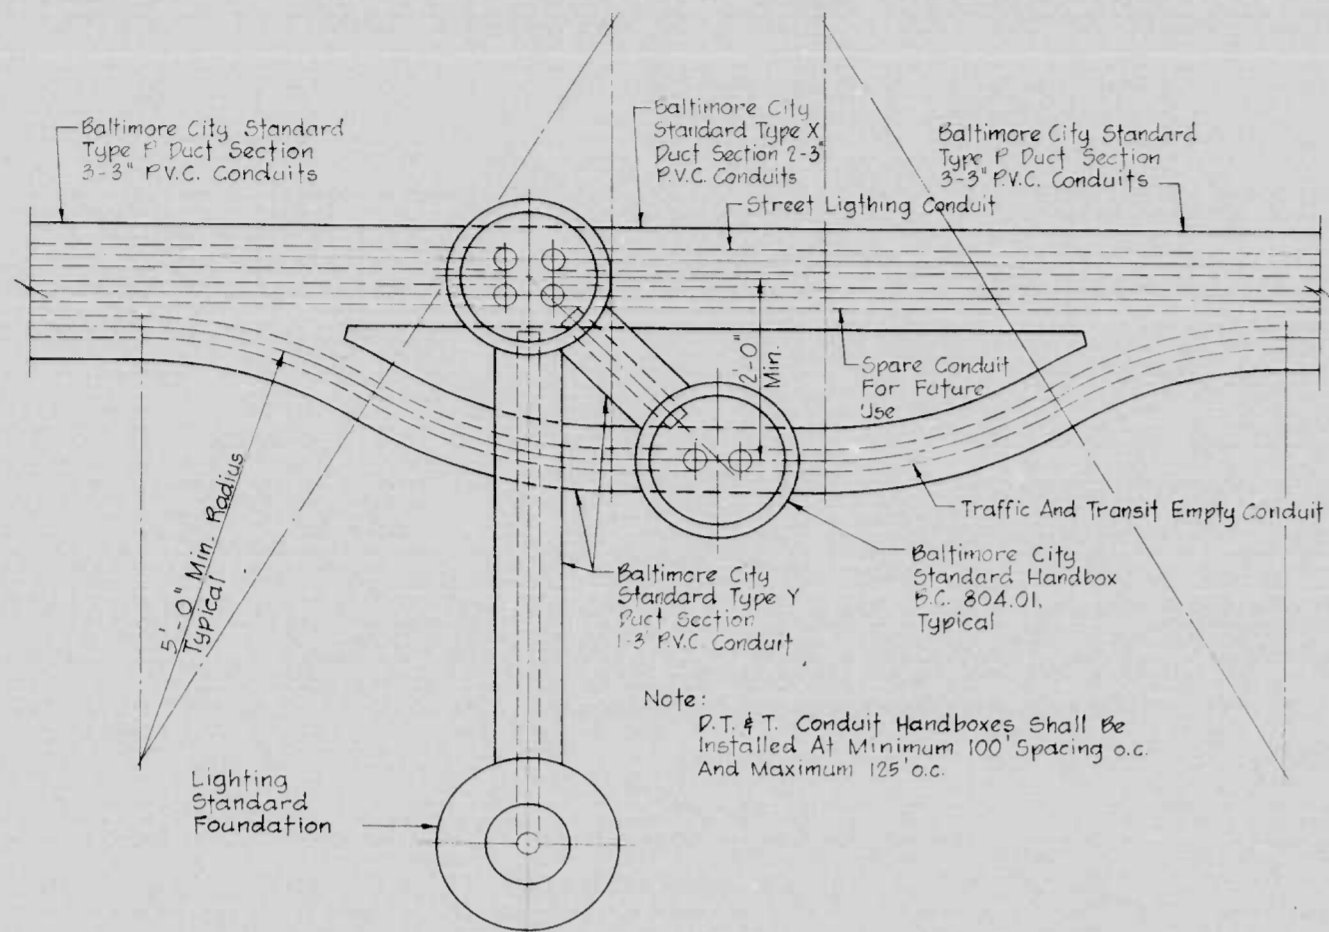 Baltimore City Standard
Type P Duct Section
3-3" P.V.C. Conduits
Baltimore City
Standard Type X
Duct Section 2-3"
P.V.C. Conduits
Baltimore City Standard
Type P Duct Section
3-3" P.V.C. Conduits
Street Ligthing Conduit
2'-0"
Min.
Spare Conduit
For Future
Use
Traffic And Transit Empty Conduit
5'-0" Min. Radius
Typical
Baltimore City
Standard Type Y
Duct Section
1-3" P.V.C. Conduit
Baltimore City
Standard Handbox
B.C. 804.01.
Typical
Note:
D.T. & T. Conduit Handboxes Shall Be
Installed At Minimum 100' Spacing o.c.
And Maximum 125' o.c.
Lighting
Standard
Foundation